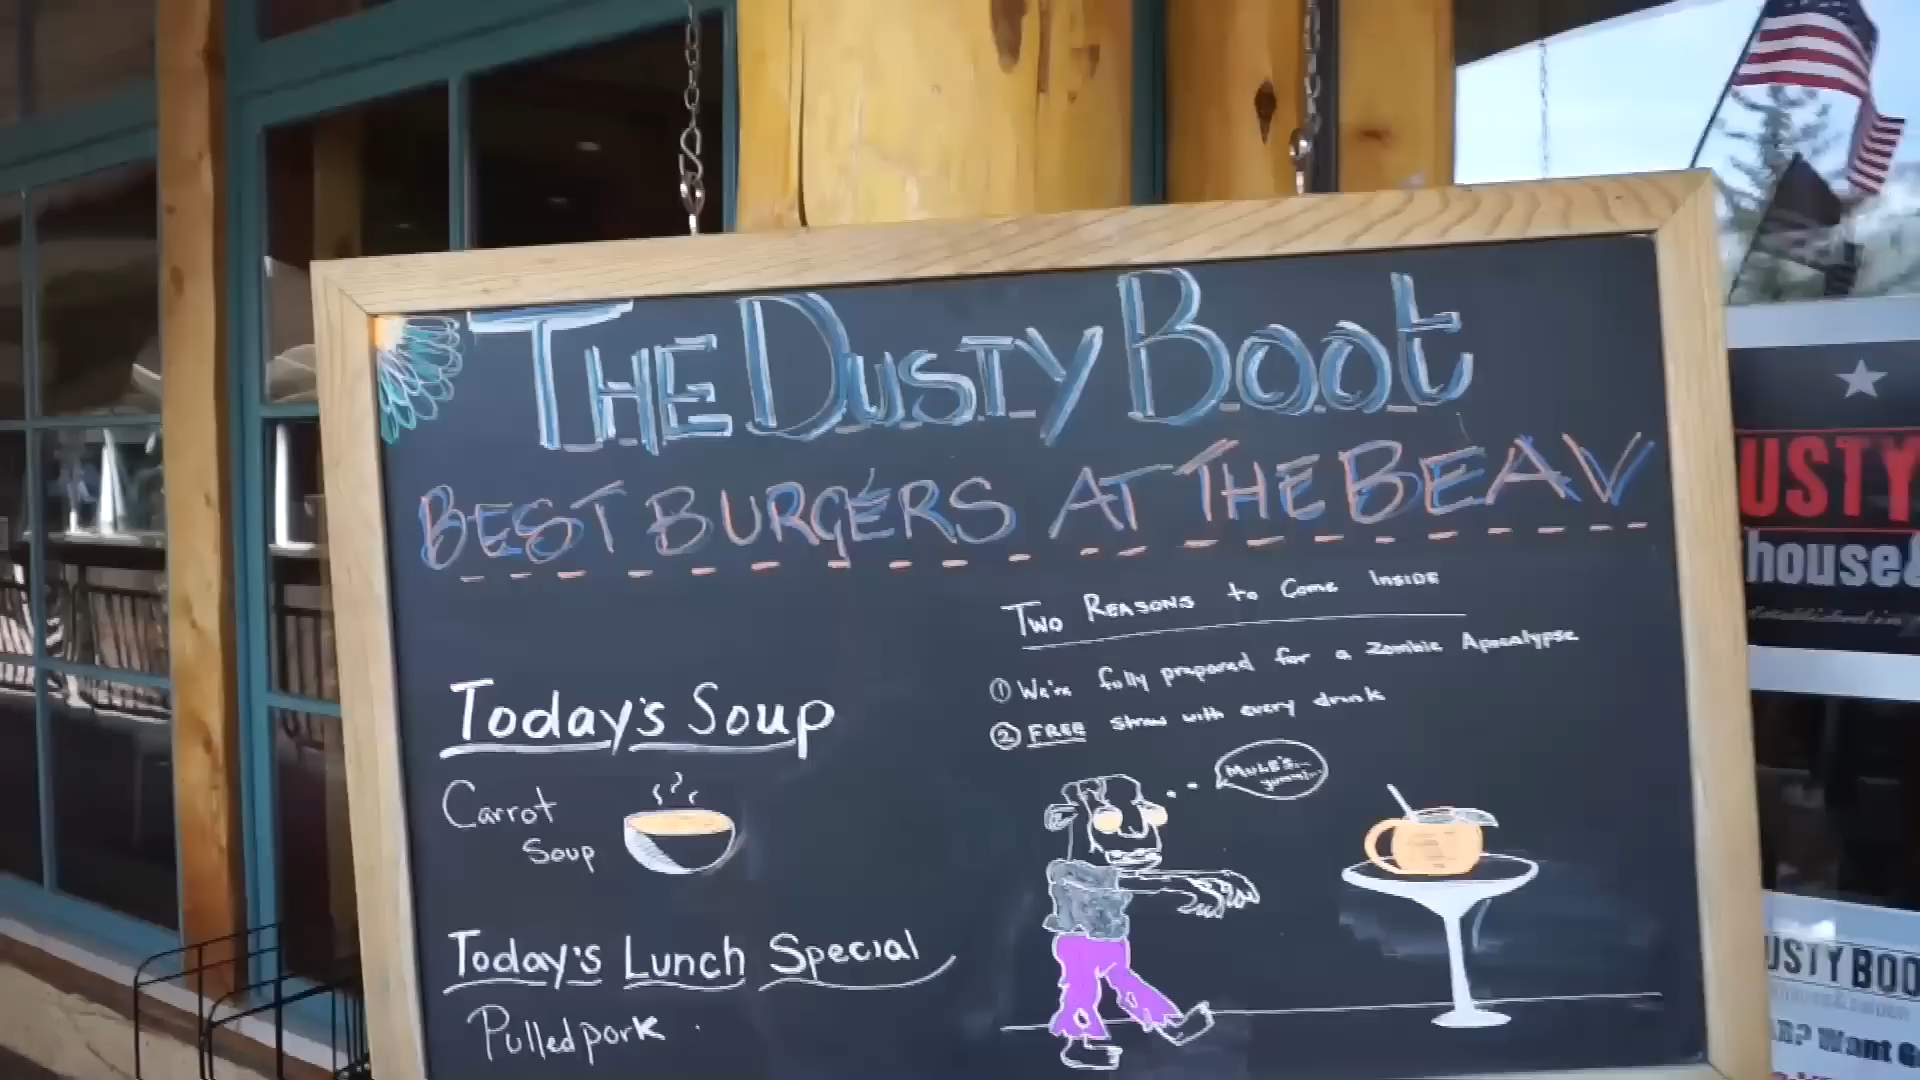 THE DUSTY BOOt
BEST BURGERS AT THE BEAV
Two REASONS to Come INSIDE
① We're fully prepared for a Zombie Apocalypse
② FREE straw with every drink
MULE'S...
Today's Soup
Carrot
Soup
Today's Lunch Special
Pulled pork
USTY
house&
USTY BOO
Want